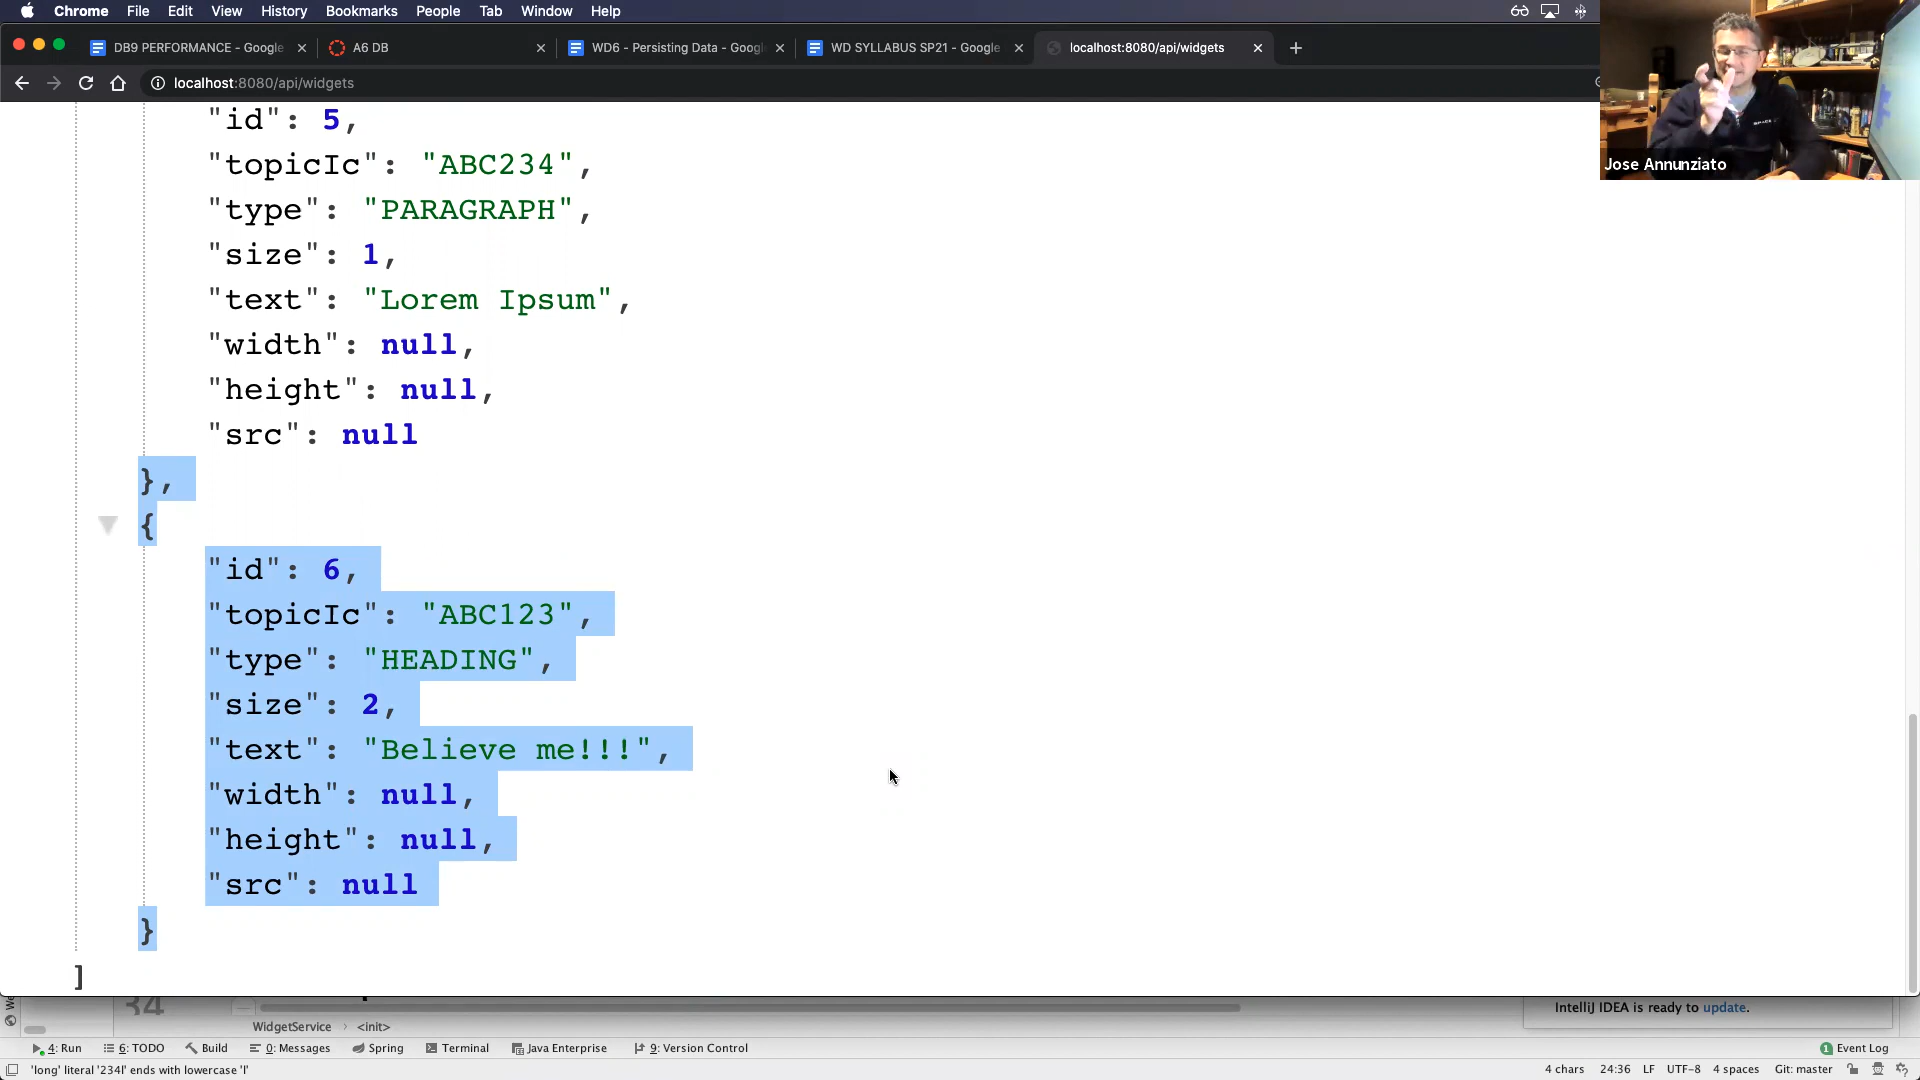 Chrome File Edit View History Bookmarks People Tab Window Help
DB9 PERFORMANCE - Google
A6 DB
WD6 - Persisting Data - Googl
WD SYLLABUS SP21 - Google
localhost:8080/api/widgets
localhost:8080/api/widgets
Jose Annunziato
"id": 5,
"topicIc": "ABC234",
"type": "PARAGRAPH",
"size": 1,
"text": "Lorem Ipsum",
"width": null,
"height": null,
"src": null
},
{
"id": 6,
"topicIc": "ABC123",
"type": "HEADING",
"size": 2,
"text": "Believe me!!!",
"width": null,
"height": null,
"src": null
}
]
34
IntelliJ IDEA is ready to update.
WidgetService › <init>
4: Run 6: TODO Build 0: Messages Spring Terminal Java Enterprise 9: Version Control
1 Event Log
'long' literal '234l' ends with lowercase 'l'
4 chars 24:36 LF UTF-8 4 spaces Git: master